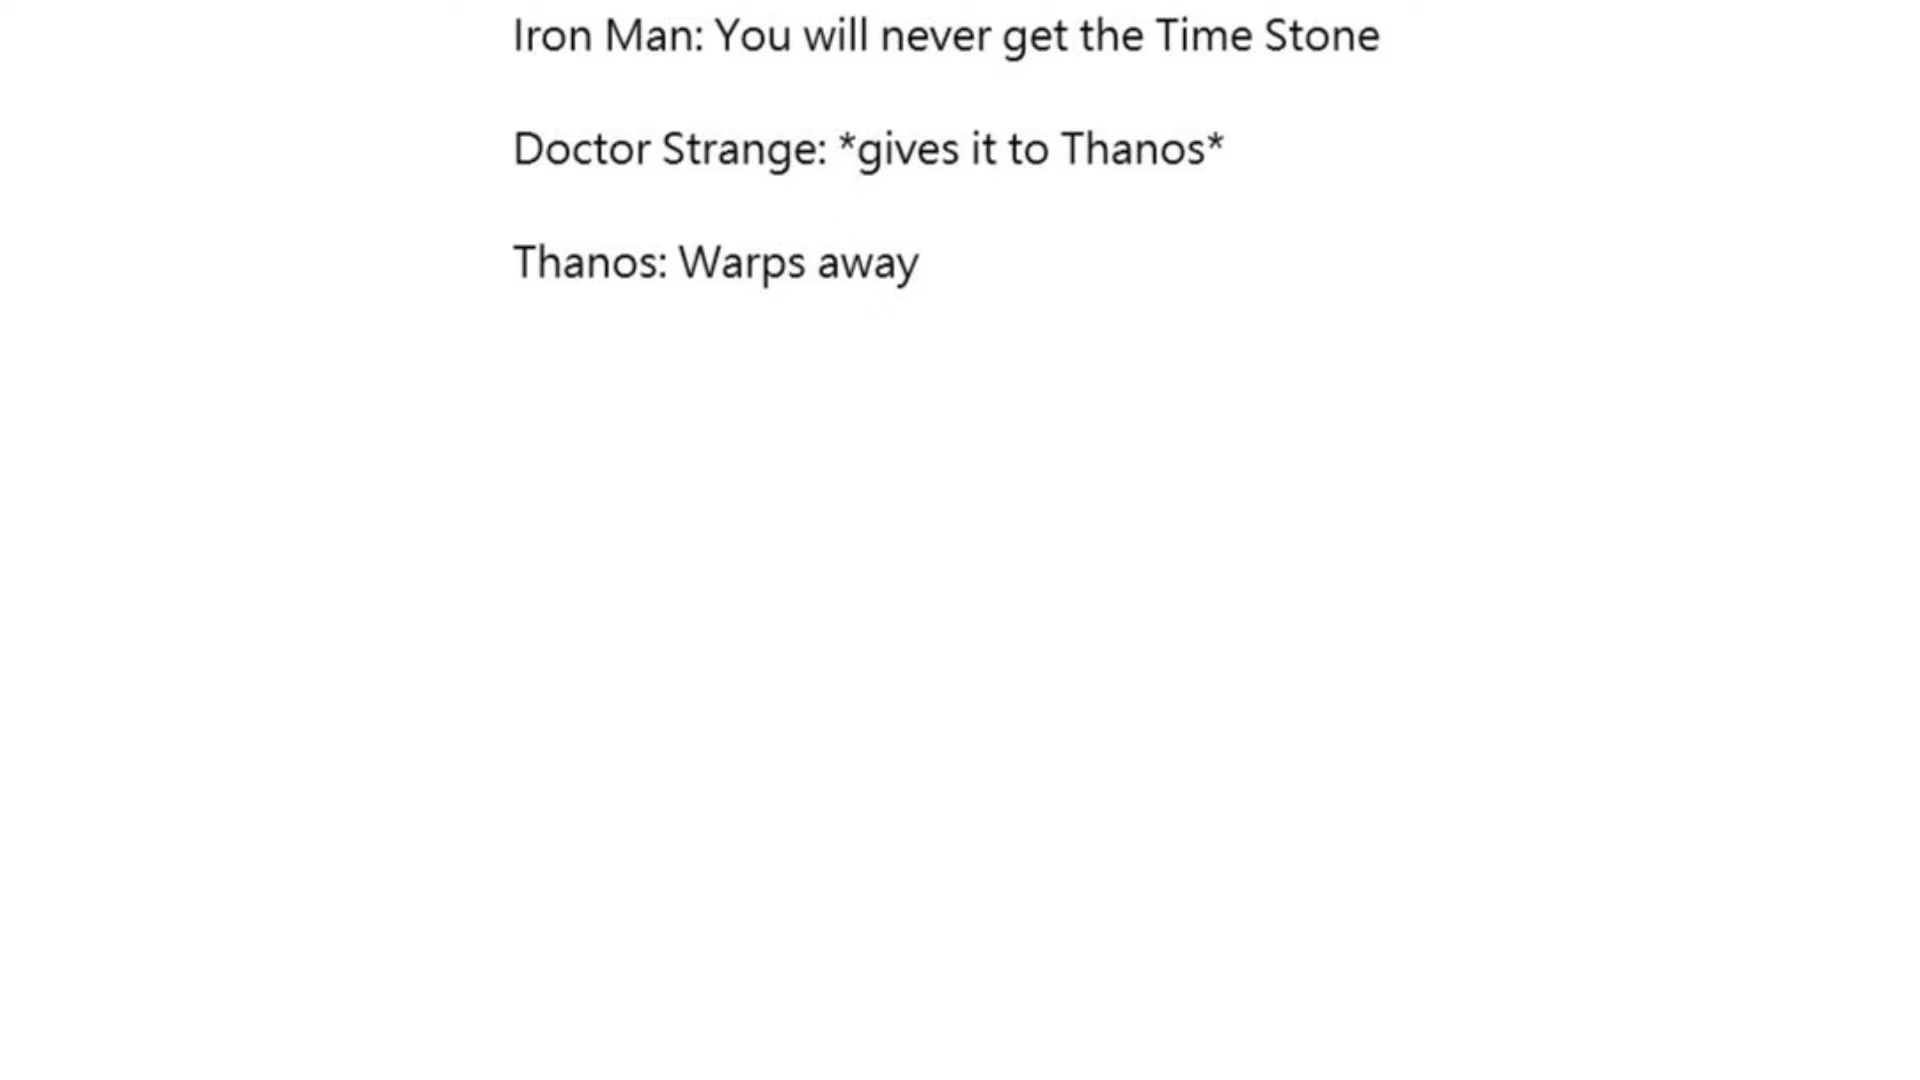 Iron Man: You will never get the Time Stone
Doctor Strange: *gives it to Thanos*
Thanos: Warps away